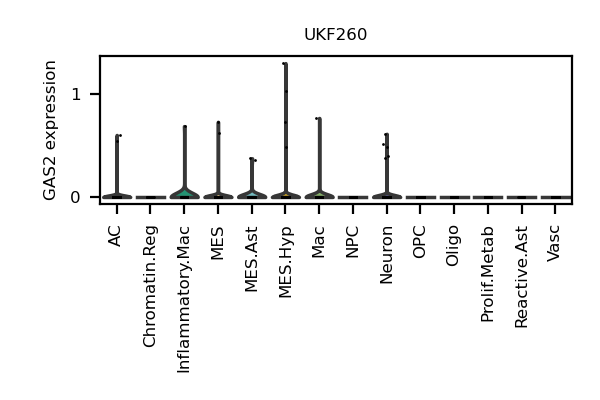 UKF260
GAS2 expression
1
0
AC
Chromatin.Reg
Inflammatory.Mac
MES
MES.Ast
MES.Hyp
Mac
NPC
Neuron
OPC
Oligo
Prolif.Metab
Reactive.Ast
Vasc